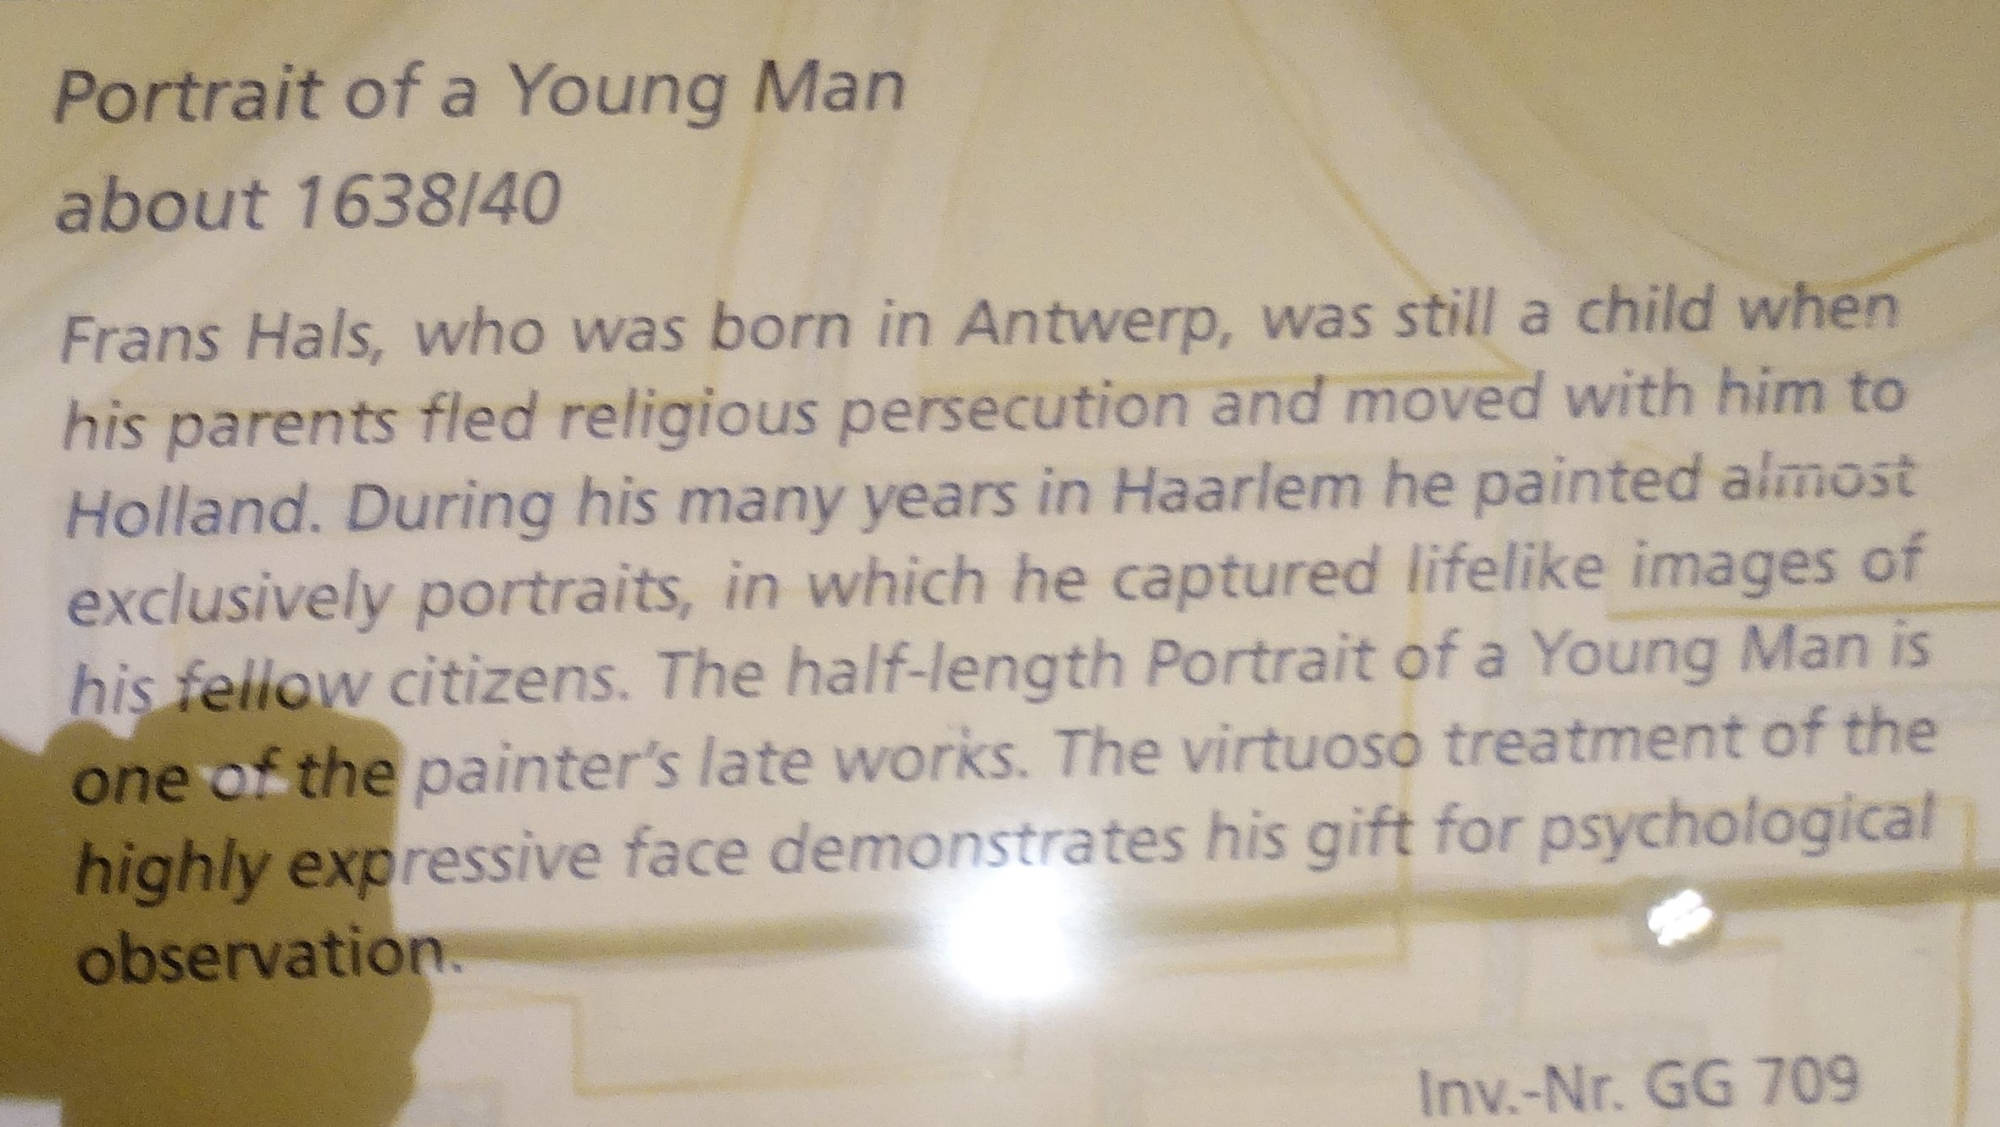 Portrait of a Young Man
about 1638/40
Frans Hals, who was born in Antwerp, was still a child when
his parents fled religious persecution and moved with him to
Holland. During his many years in Haarlem he painted almost
exclusively portraits, in which he captured lifelike images of
his fellow citizens. The half-length Portrait of a Young Man is
one of the painter's late works. The virtuoso treatment of the
highly expressive face demonstrates his gift for psychological
observation.
Inv.-Nr. GG 709